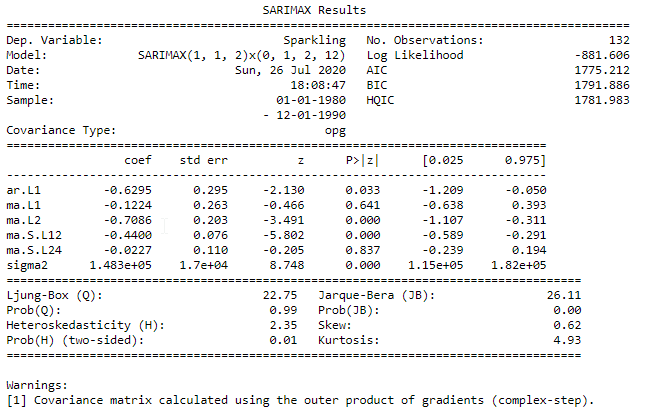 SARIMAX Results
==========================================================================================
Dep. Variable: Sparkling No. Observations: 132
Model: SARIMAX(1, 1, 2)x(0, 1, 2, 12) Log Likelihood -881.606
Date: Sun, 26 Jul 2020 AIC 1775.212
Time: 18:08:47 BIC 1791.886
Sample: 01-01-1980 HQIC 1781.983
- 12-01-1990
Covariance Type: opg
==============================================================================
coef std err z P>|z| [0.025 0.975]
------------------------------------------------------------------------------
ar.L1 -0.6295 0.295 -2.130 0.033 -1.209 -0.050
ma.L1 -0.1224 0.263 -0.466 0.641 -0.638 0.393
ma.L2 -0.7086 0.203 -3.491 0.000 -1.107 -0.311
ma.S.L12 -0.4400 0.076 -5.802 0.000 -0.589 -0.291
ma.S.L24 -0.0227 0.110 -0.205 0.837 -0.239 0.194
sigma2 1.483e+05 1.7e+04 8.748 0.000 1.15e+05 1.82e+05
===================================================================================
Ljung-Box (Q): 22.75 Jarque-Bera (JB): 26.11
Prob(Q): 0.99 Prob(JB): 0.00
Heteroskedasticity (H): 2.35 Skew: 0.62
Prob(H) (two-sided): 0.01 Kurtosis: 4.93
===================================================================================
Warnings:
[1] Covariance matrix calculated using the outer product of gradients (complex-step).